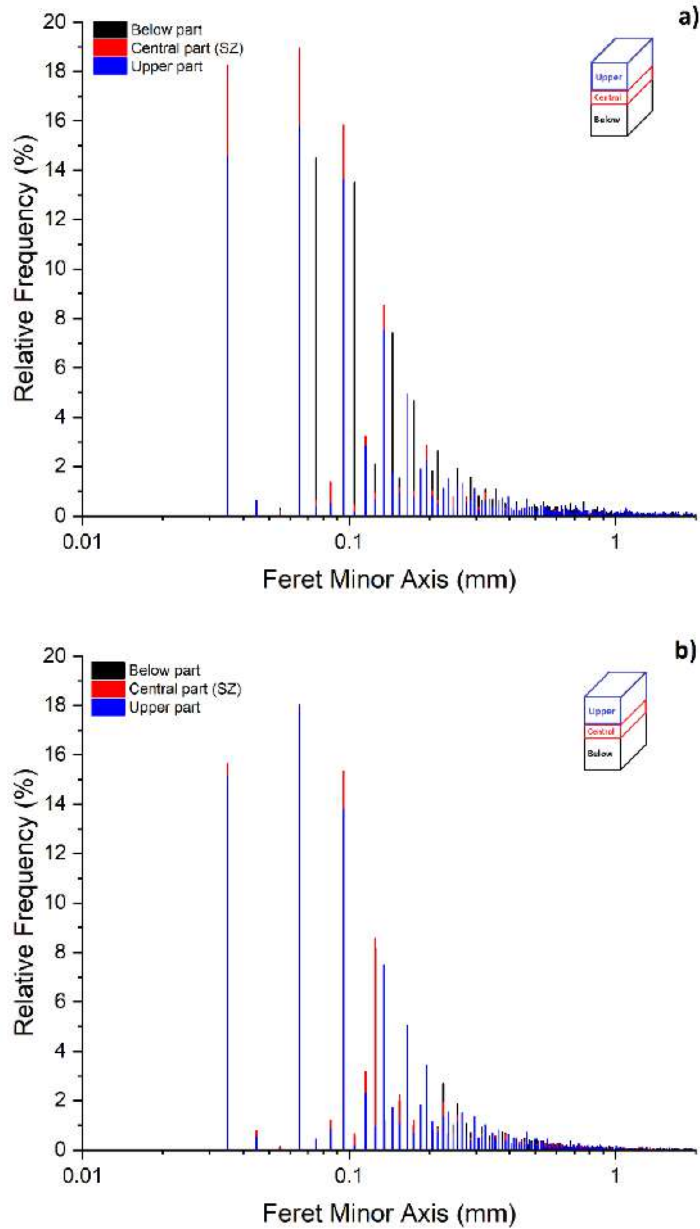 a)
Below part
Central part (SZ)
Upper part
Upper
Central
Below
Relative Frequency (%)
20
18
16
14
12
10
8
6
4
2
0
0.01
0.1
1
Feret Minor Axis (mm)
b)
Below part
Central part (SZ)
Upper part
Upper
Central
Below
Relative Frequency (%)
20
18
16
14
12
10
8
6
4
2
0
0.01
0.1
1
Feret Minor Axis (mm)